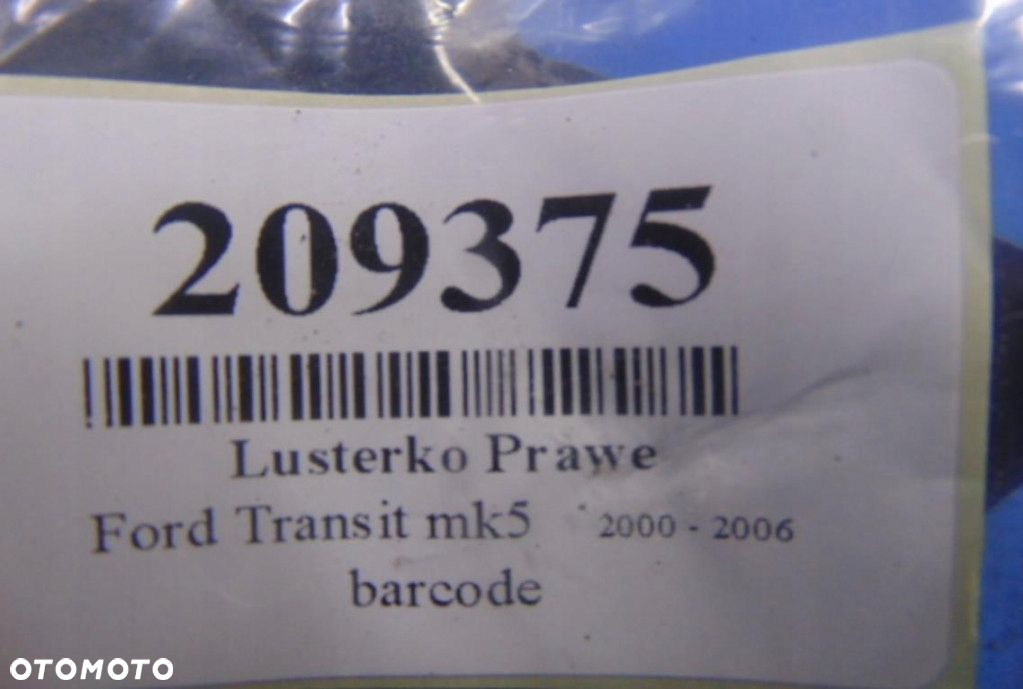 209375
Lusterko Prawe
Ford Transit mk5 2000 - 2006
barcode
OTOMOTO